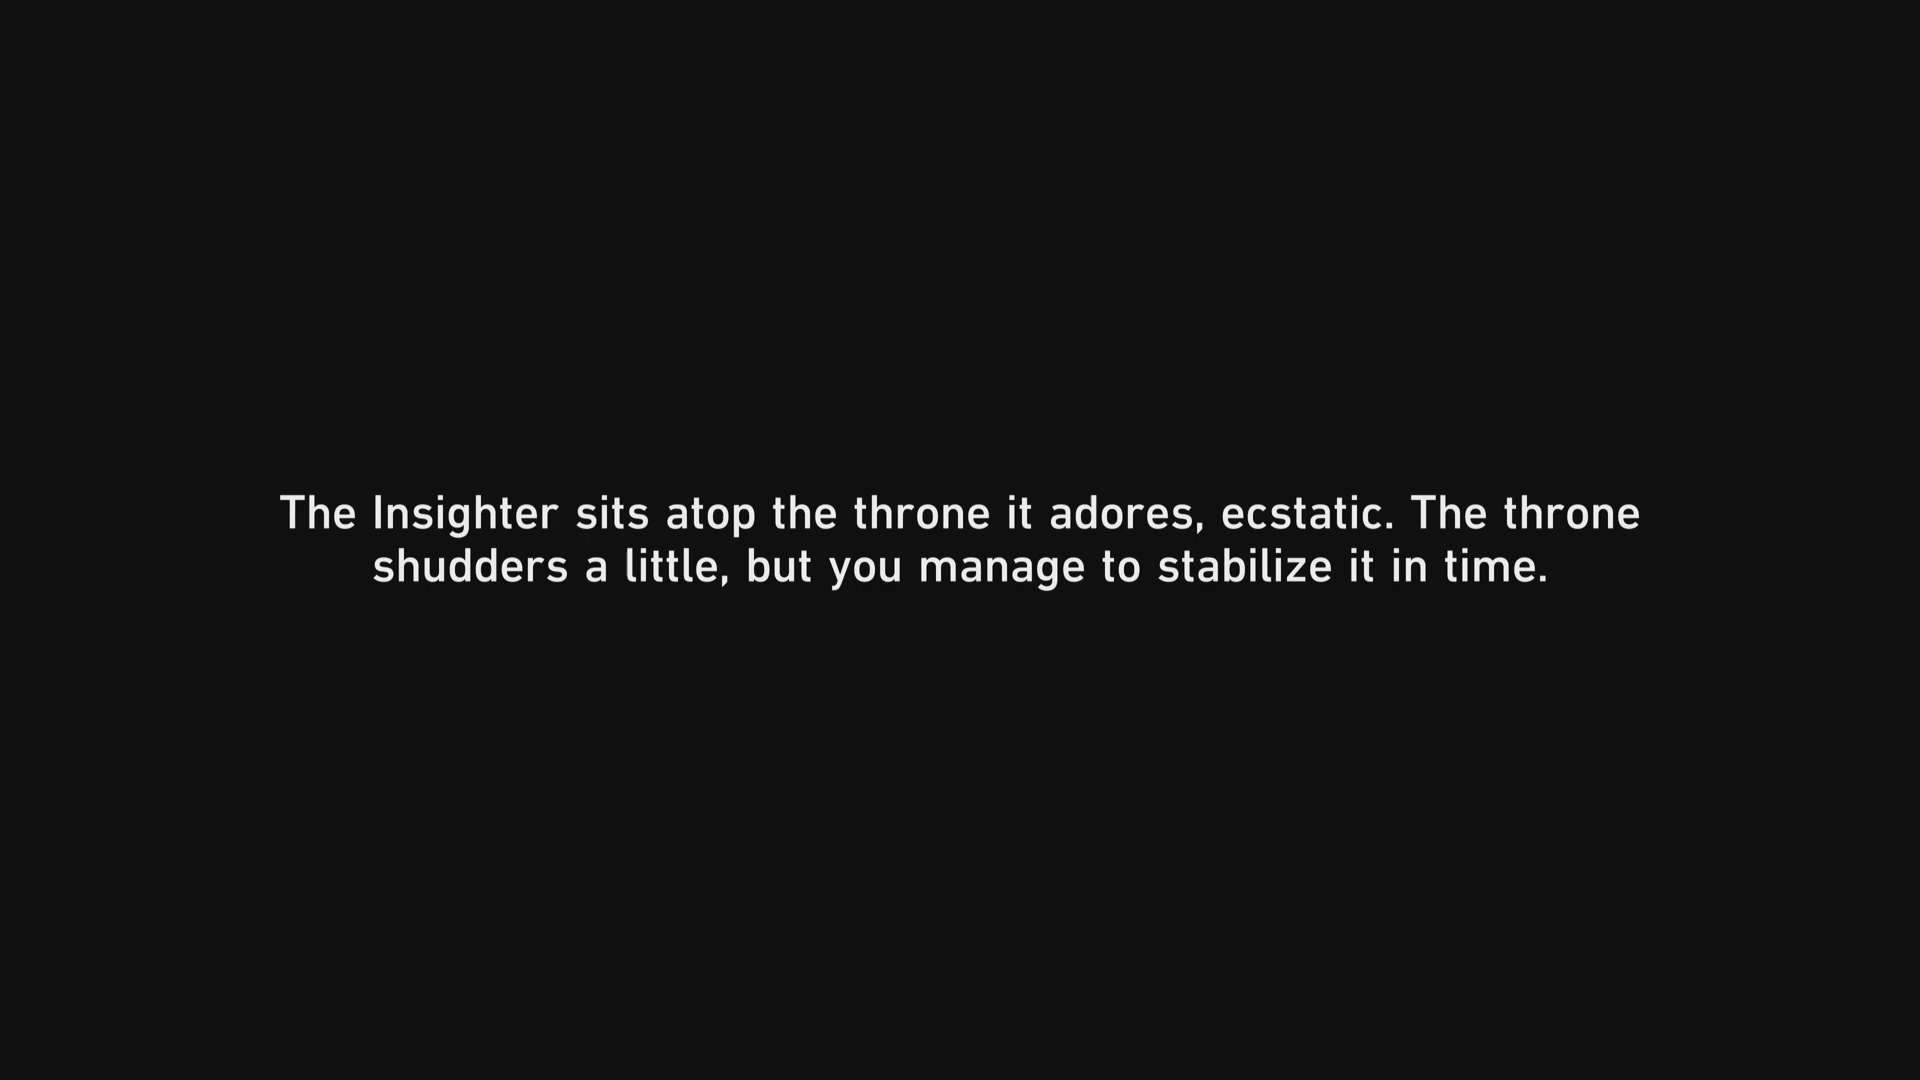 The Insighter sits atop the throne it adores, ecstatic. The throne
shudders a little, but you manage to stabilize it in time.